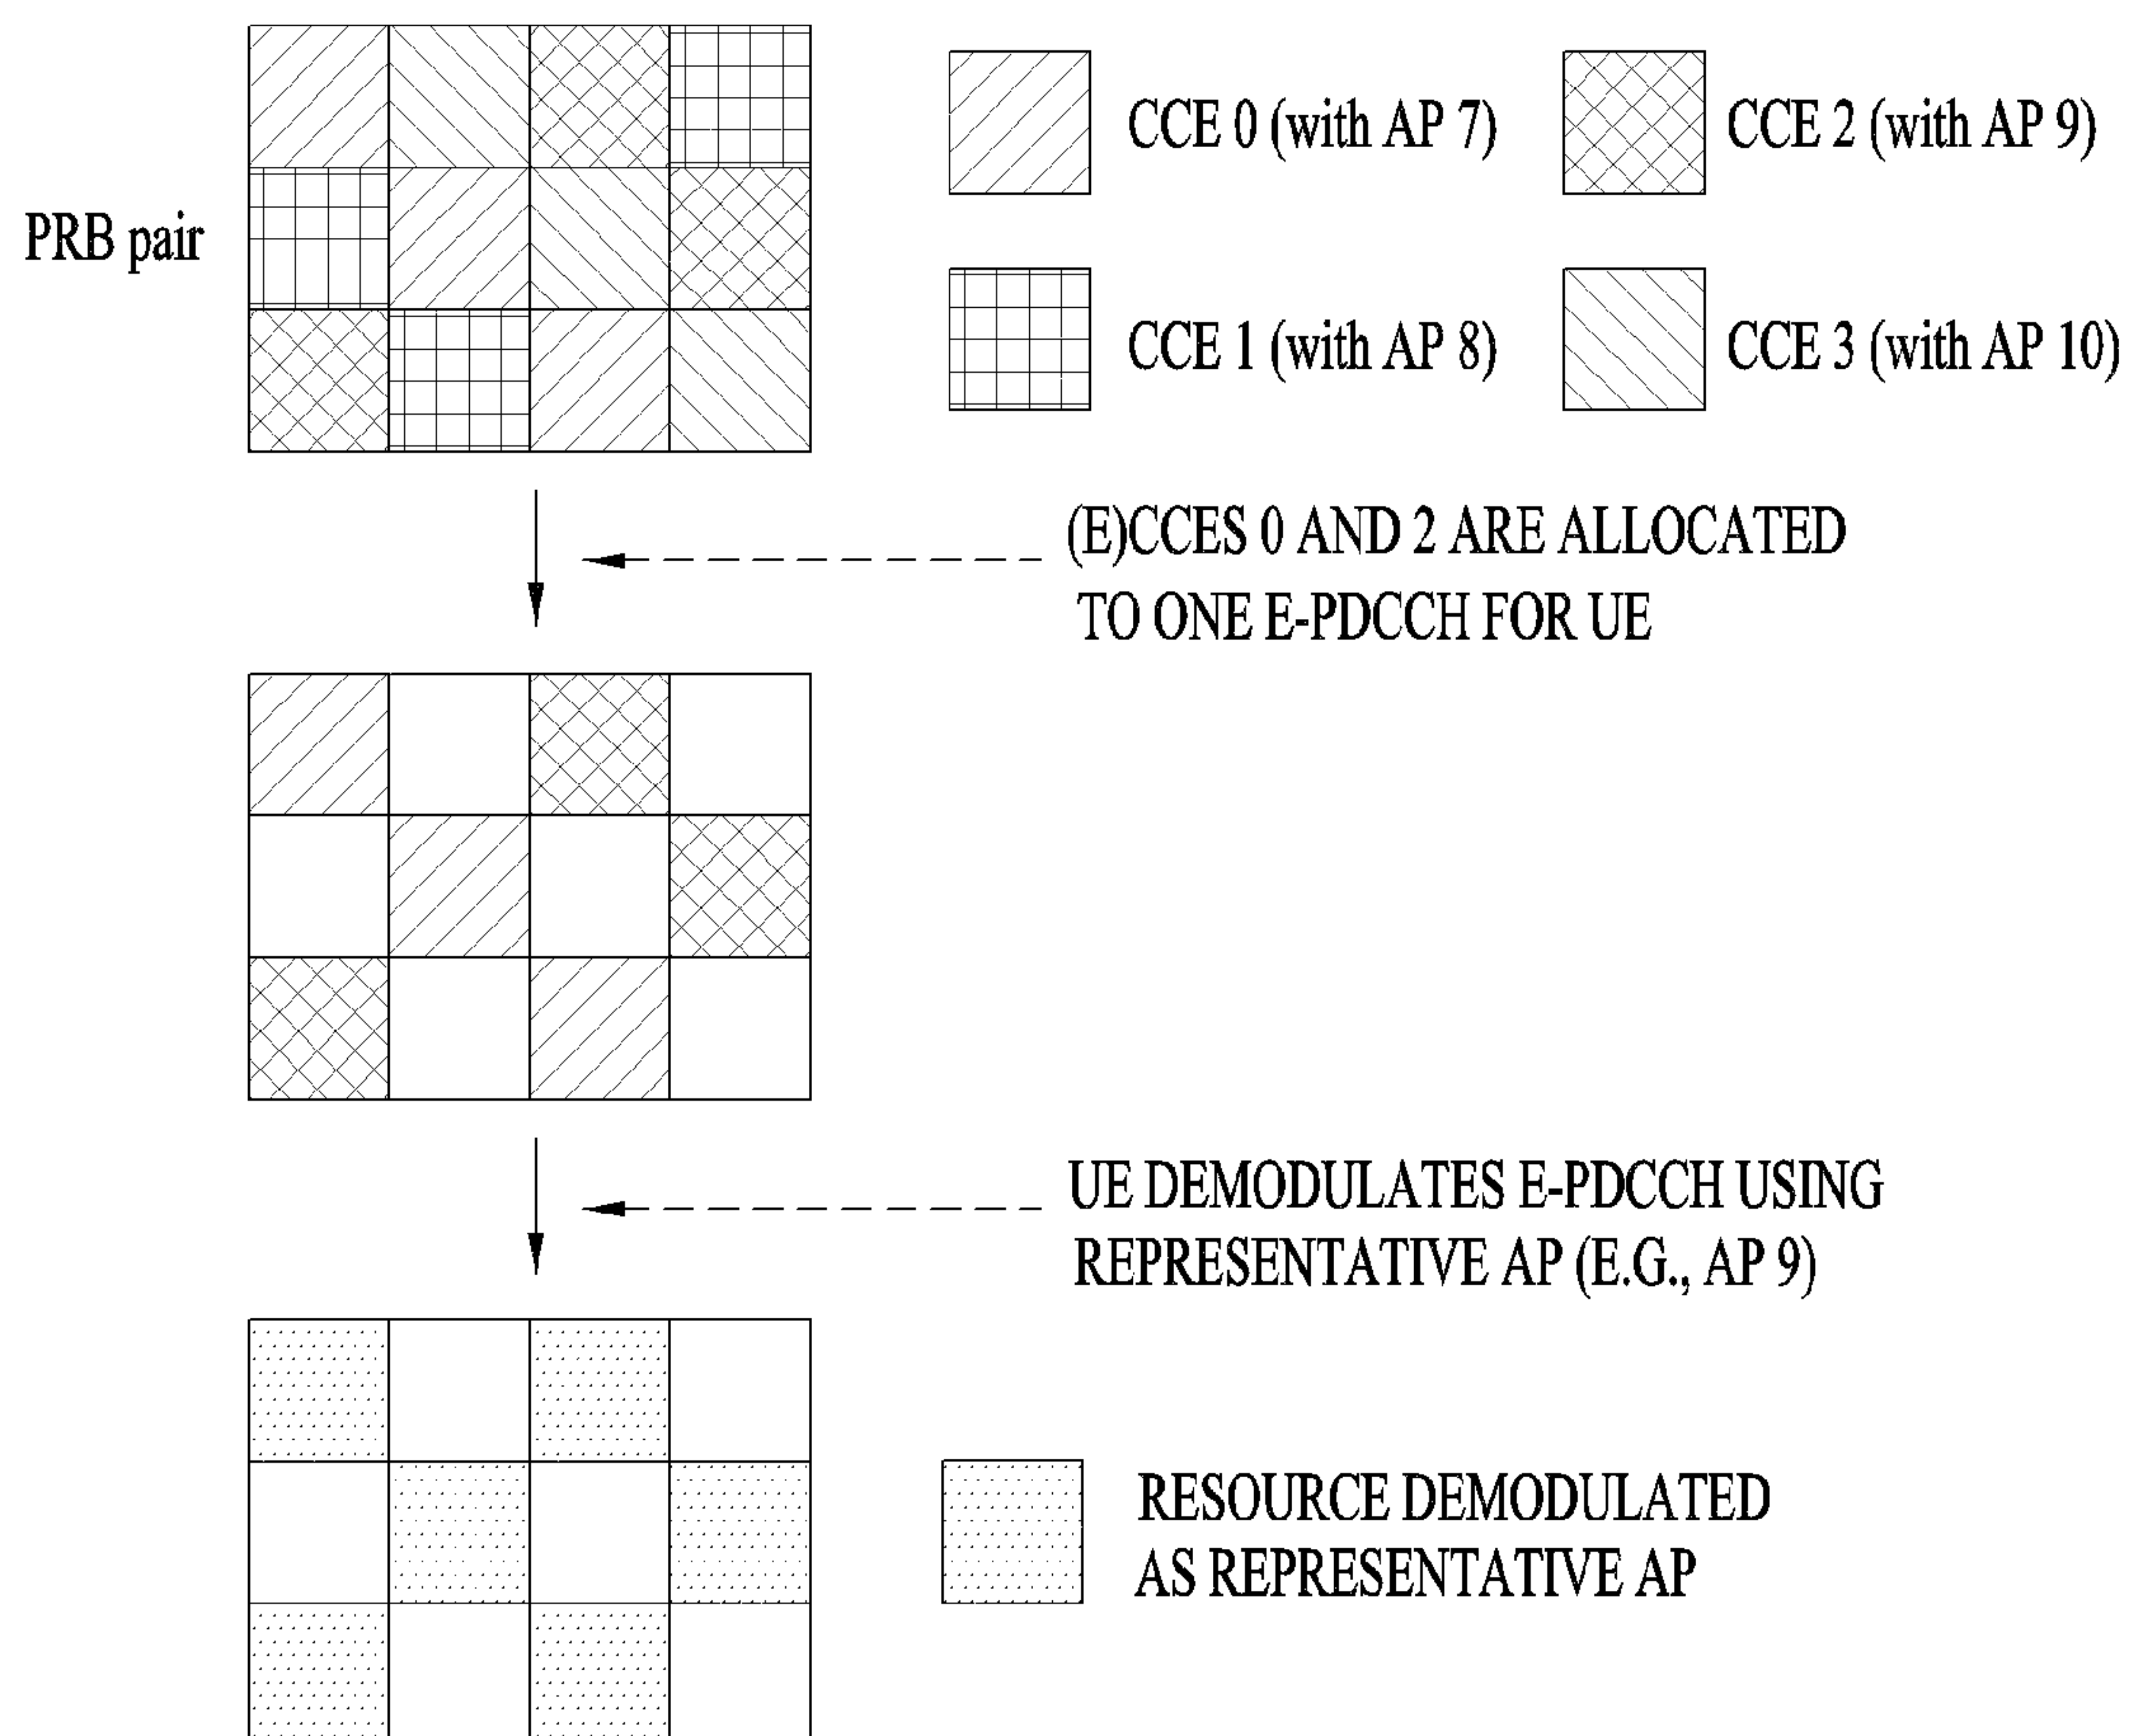 PRB pair
CCE 0 (with AP 7)
CCE 2 (with AP 9)
CCE 1 (with AP 8)
CCE 3 (with AP 10)
(E)CCES 0 AND 2 ARE ALLOCATED
TO ONE E-PDCCH FOR UE
UE DEMODULATES E-PDCCH USING
REPRESENTATIVE AP (E.G., AP 9)
RESOURCE DEMODULATED
AS REPRESENTATIVE AP